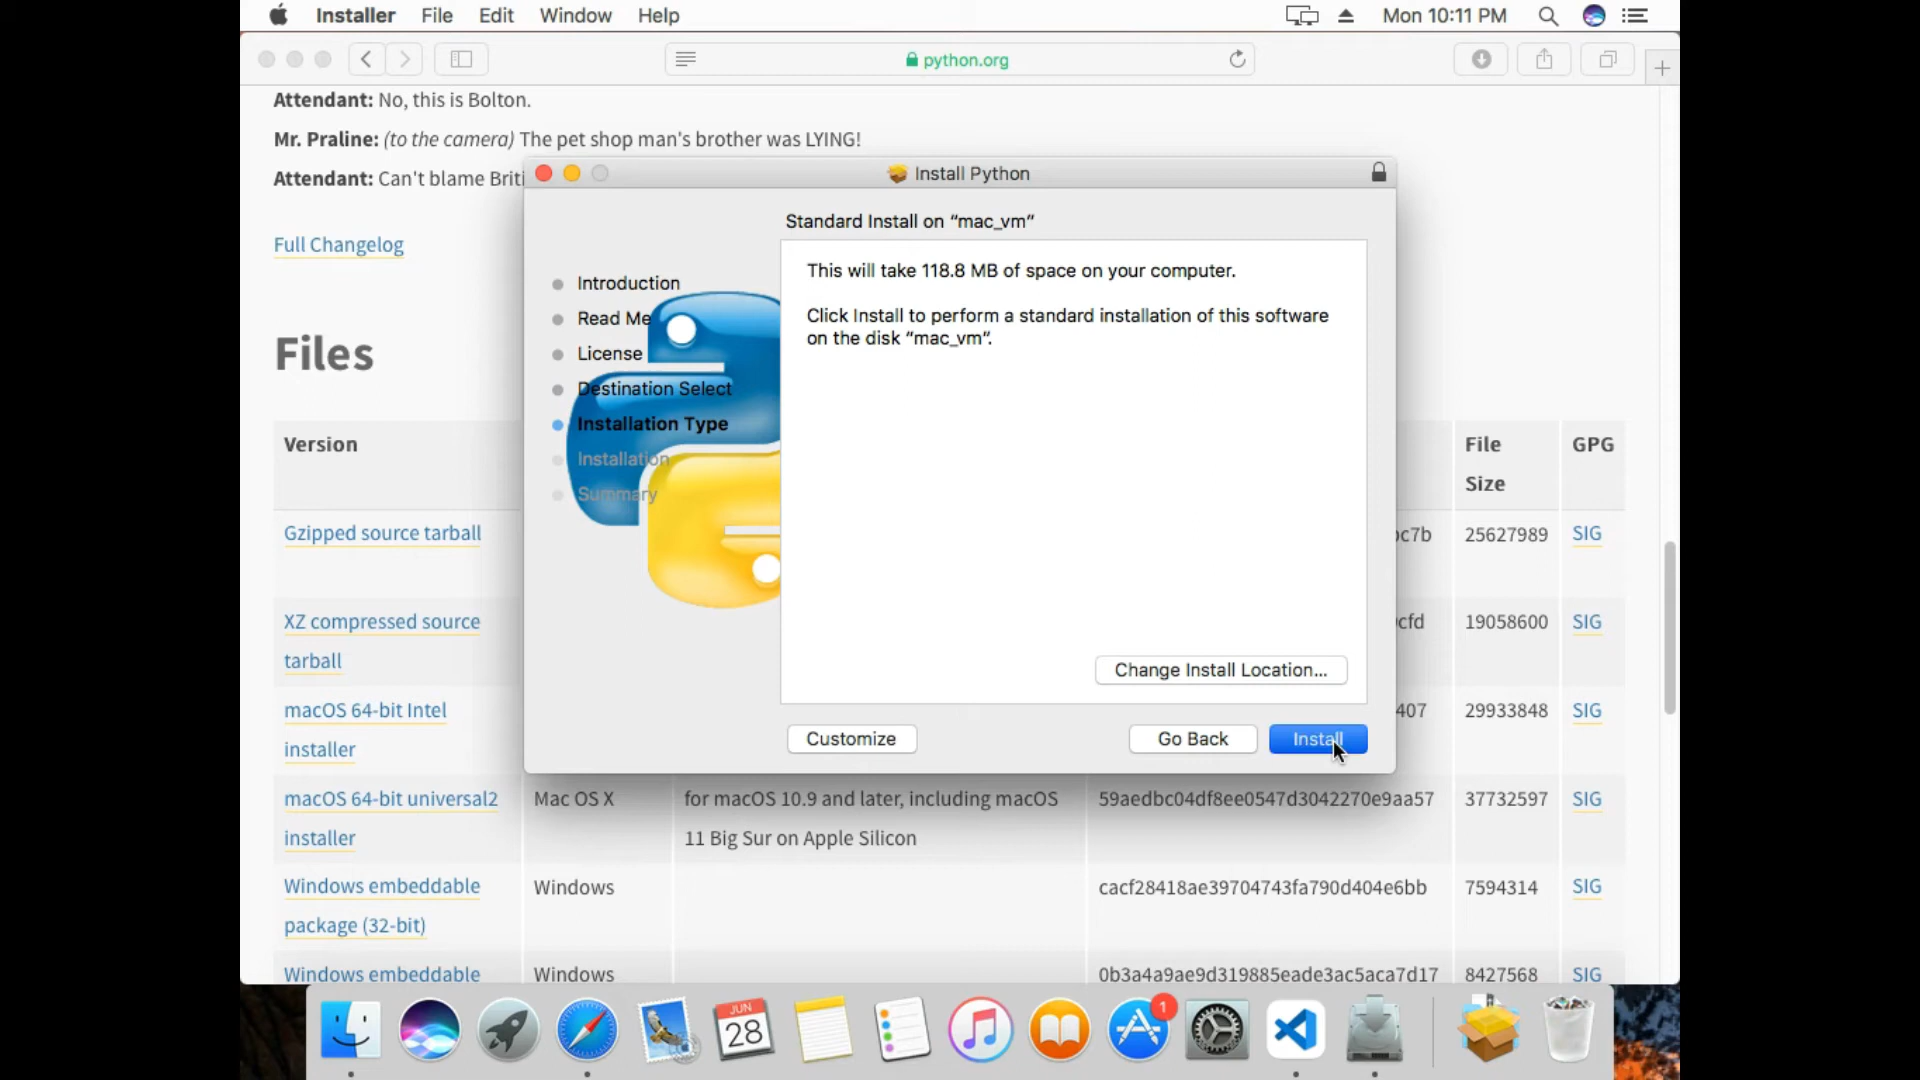 Installer File Edit Window Help Mon 10:11 PM
python.org
Attendant: No, this is Bolton.
Mr. Praline: (to the camera) The pet shop man's brother was LYING!
Attendant: Can't blame Briti
Full Changelog
Files
Version File Size GPG
Gzipped source tarball c7b 25627989 SIG
XZ compressed source tarball cfd 19058600 SIG
macOS 64-bit Intel installer 407 29933848 SIG
macOS 64-bit universal2 installer Mac OS X for macOS 10.9 and later, including macOS 11 Big Sur on Apple Silicon 59aedbc04df8ee0547d3042270e9aa57 37732597 SIG
Windows embeddable package (32-bit) Windows cacf28418ae39704743fa790d404e6bb 7594314 SIG
Windows embeddable Windows 0b3a4a9ae9d319885eade3ac5aca7d17 8427568 SIG
Install Python
Standard Install on “mac_vm”
Introduction
Read Me
License
Destination Select
Installation Type
Installation
Summary
This will take 118.8 MB of space on your computer.
Click Install to perform a standard installation of this software
on the disk “mac_vm”.
Change Install Location...
Customize Go Back Install
JUN
28
1